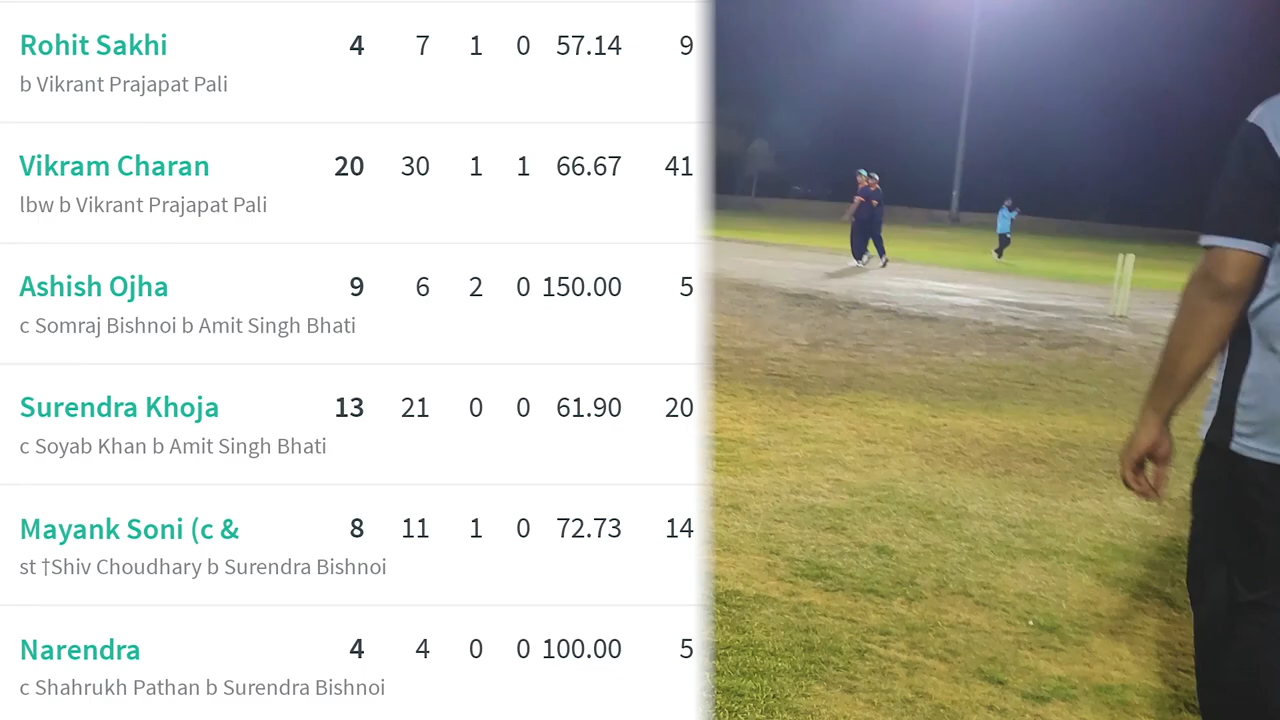 Rohit Sakhi 4 7 1 0 57.14 9
b Vikrant Prajapat Pali
Vikram Charan 20 30 1 1 66.67 41
lbw b Vikrant Prajapat Pali
Ashish Ojha 9 6 2 0 150.00 5
c Somraj Bishnoi b Amit Singh Bhati
Surendra Khoja 13 21 0 0 61.90 20
c Soyab Khan b Amit Singh Bhati
Mayank Soni (c & 8 11 1 0 72.73 14
st †Shiv Choudhary b Surendra Bishnoi
Narendra 4 4 0 0 100.00 5
c Shahrukh Pathan b Surendra Bishnoi